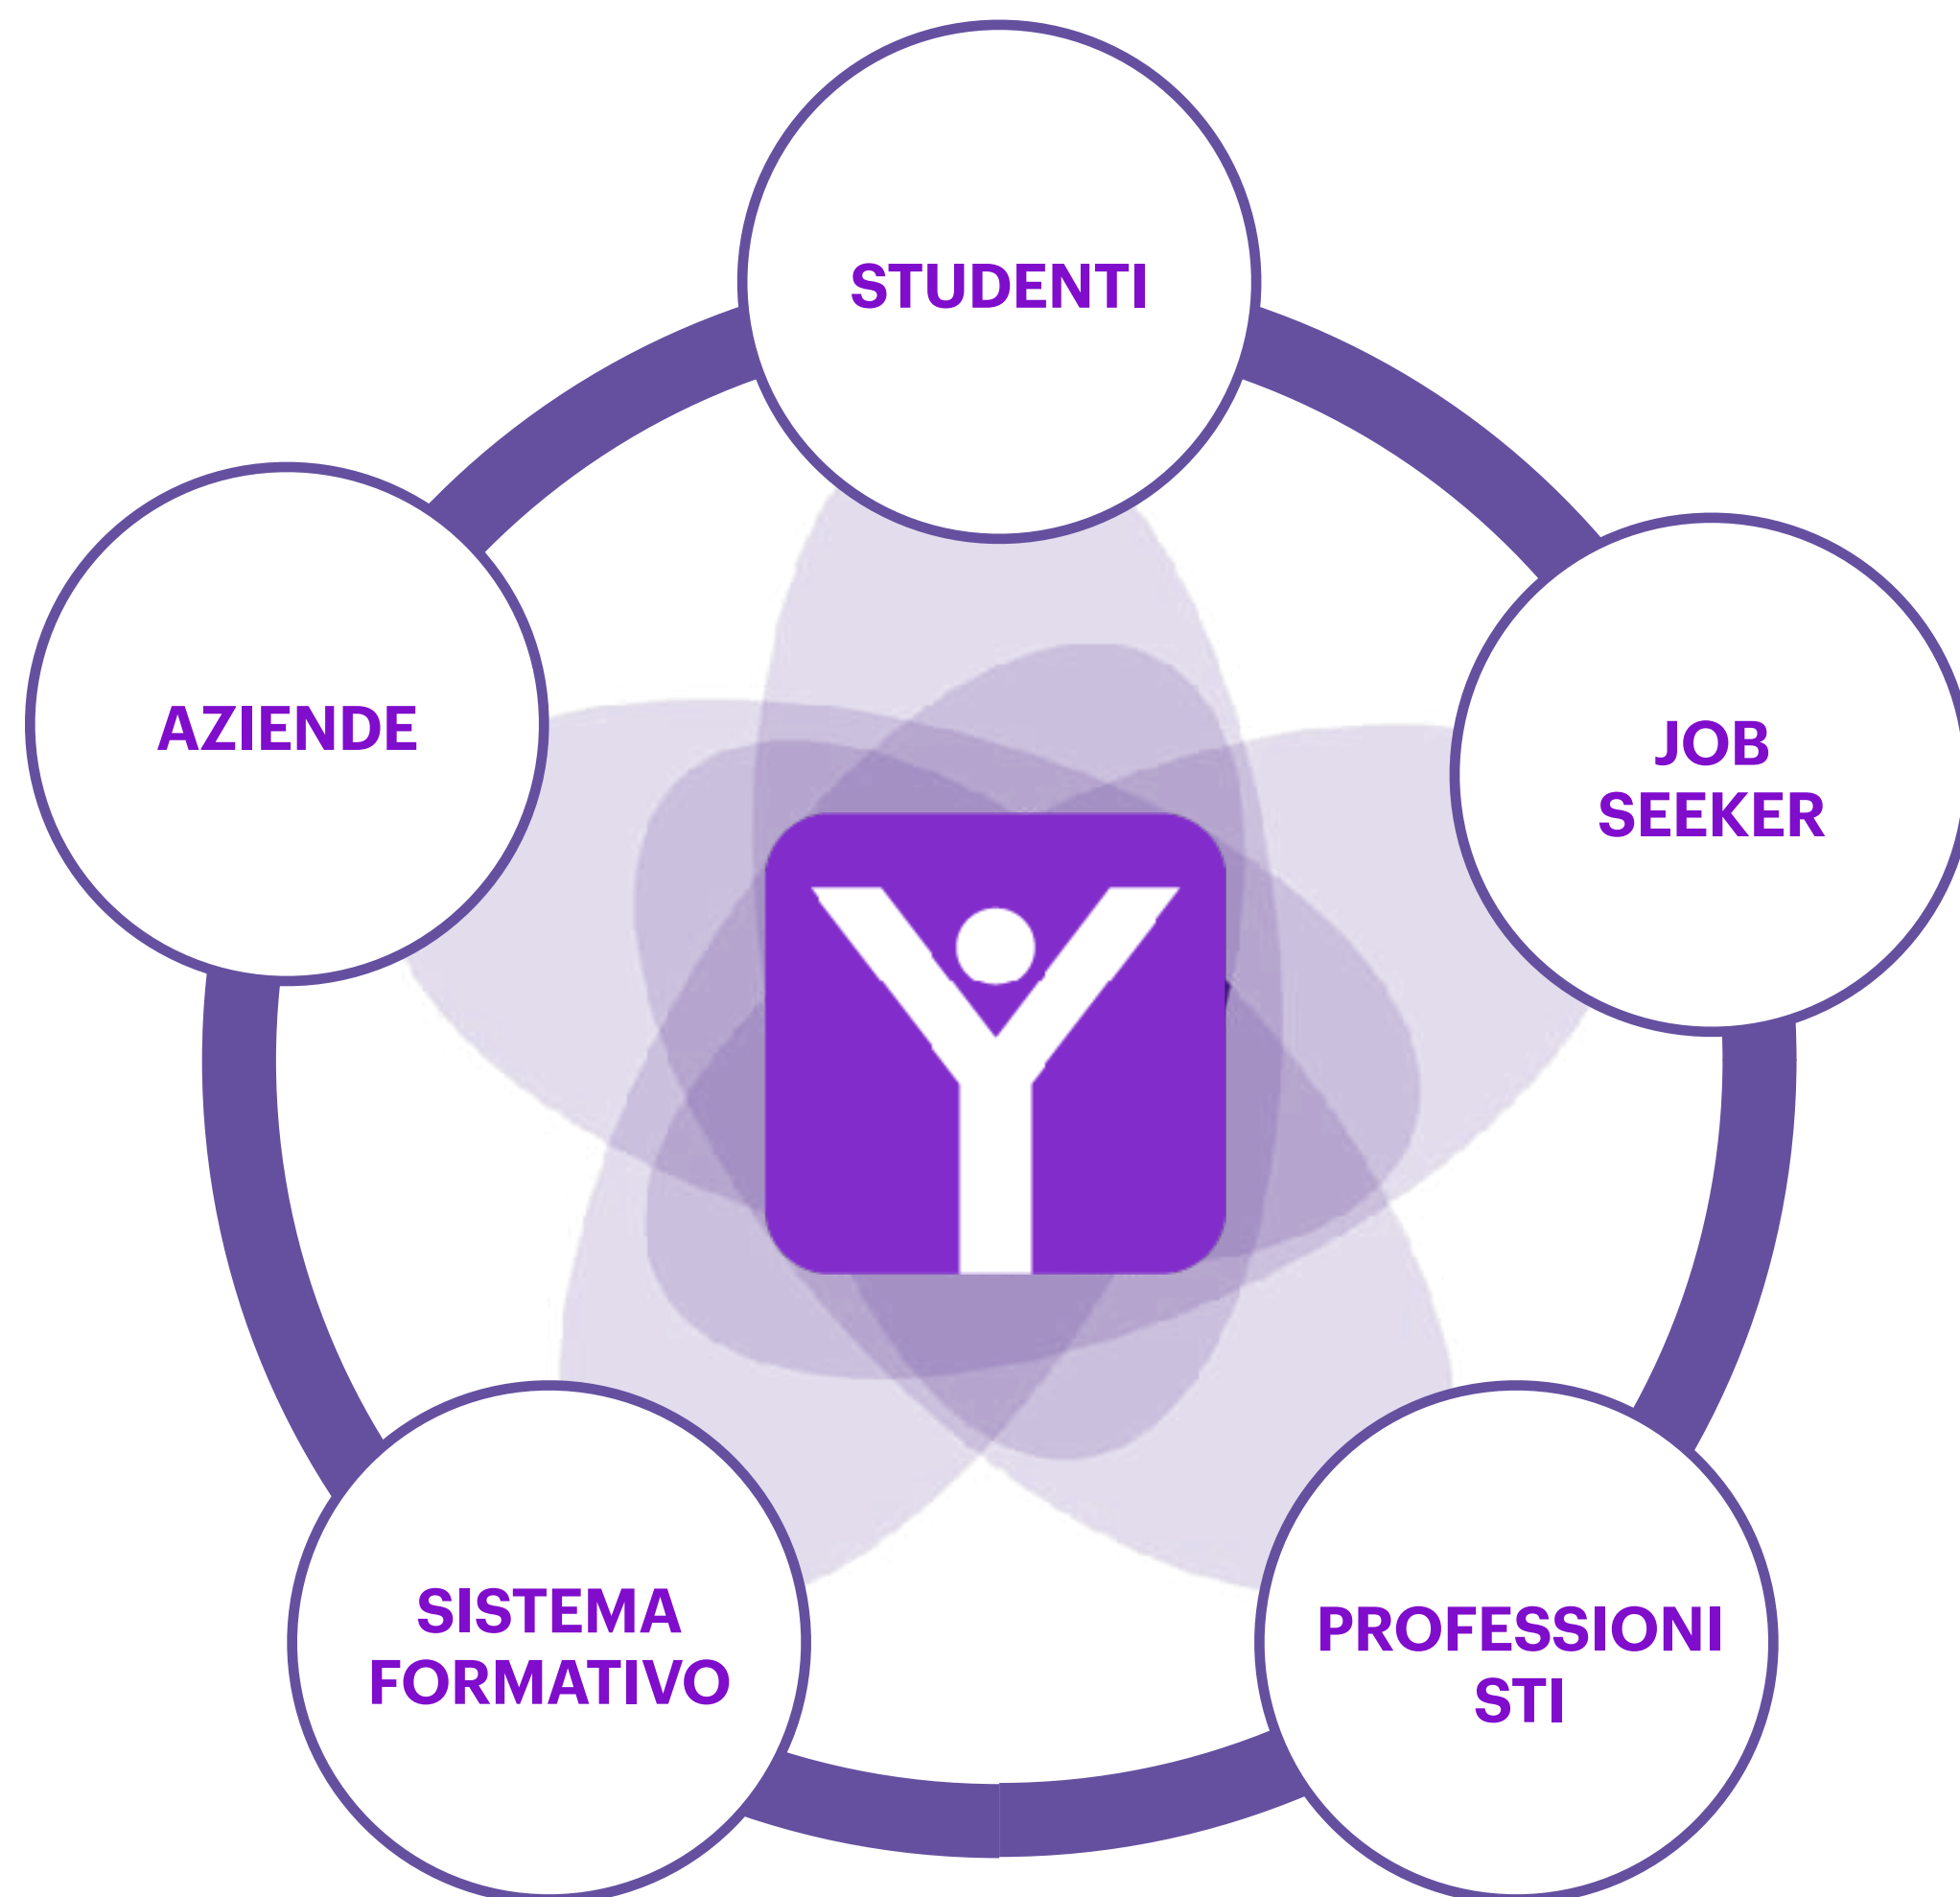 STUDENTI
AZIENDE
JOB
SEEKER
SISTEMA
FORMATIVO
PROFESSIONI
STI